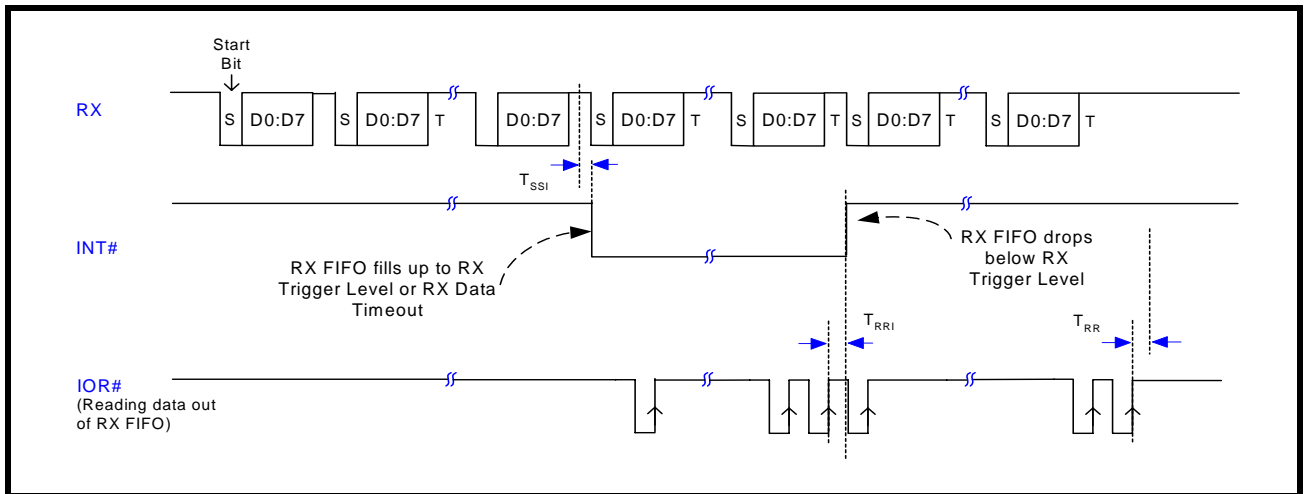 Start
Bit
RX
S D0:D7 S D0:D7 T D0:D7 S D0:D7 T S D0:D7 T S D0:D7 T S D0:D7 T
TSSI
INT#
RX FIFO fills up to RX
Trigger Level or RX Data
Timeout
RX FIFO drops
below RX
Trigger Level
TRRI
TRR
IOR#
(Reading data out
of RX FIFO)